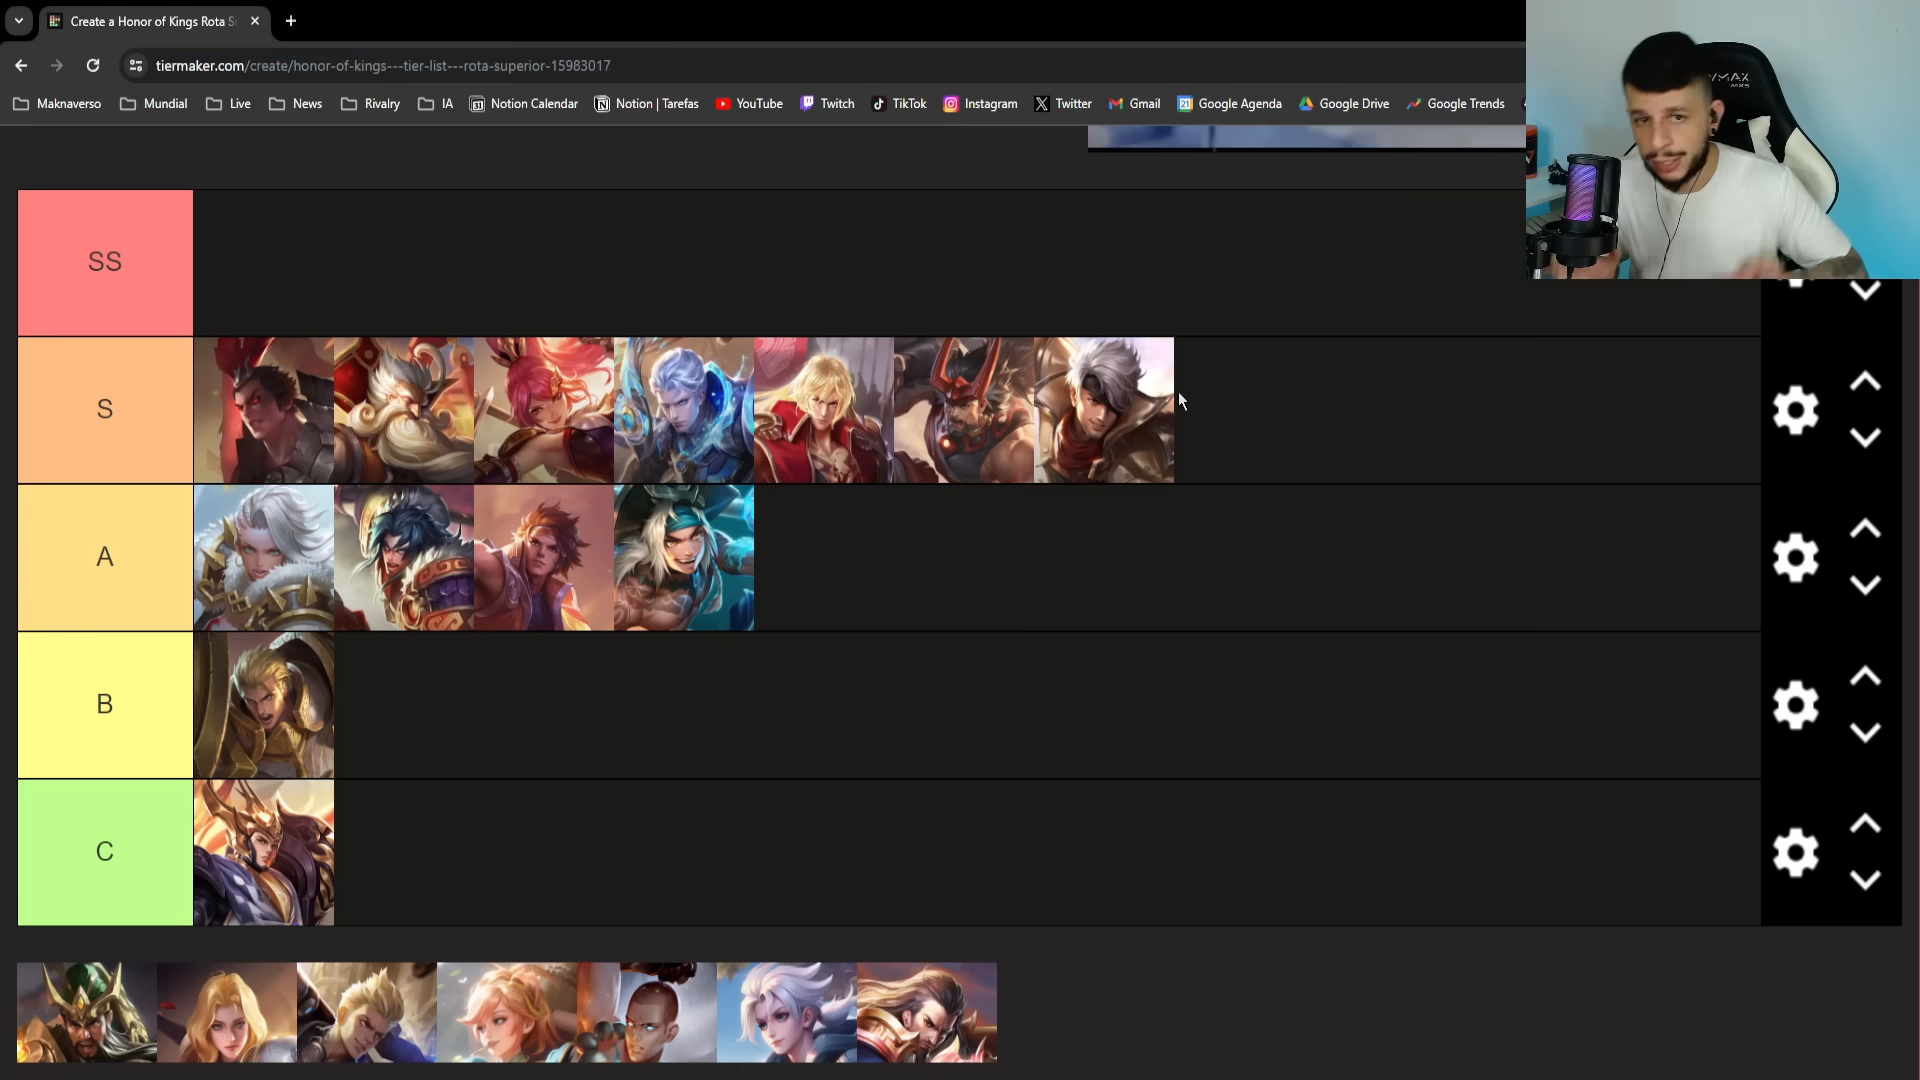 Create a Honor of Kings Rota S
tiermaker.com/create/honor-of-kings---tier-list---rota-superior-15983017
Maknaverso
Mundial
Live
News
Rivalry
IA
Notion Calendar
Notion | Tarefas
YouTube
Twitch
TikTok
Instagram
Twitter
Gmail
Google Agenda
Google Drive
Google Trends
SS
S
A
B
C